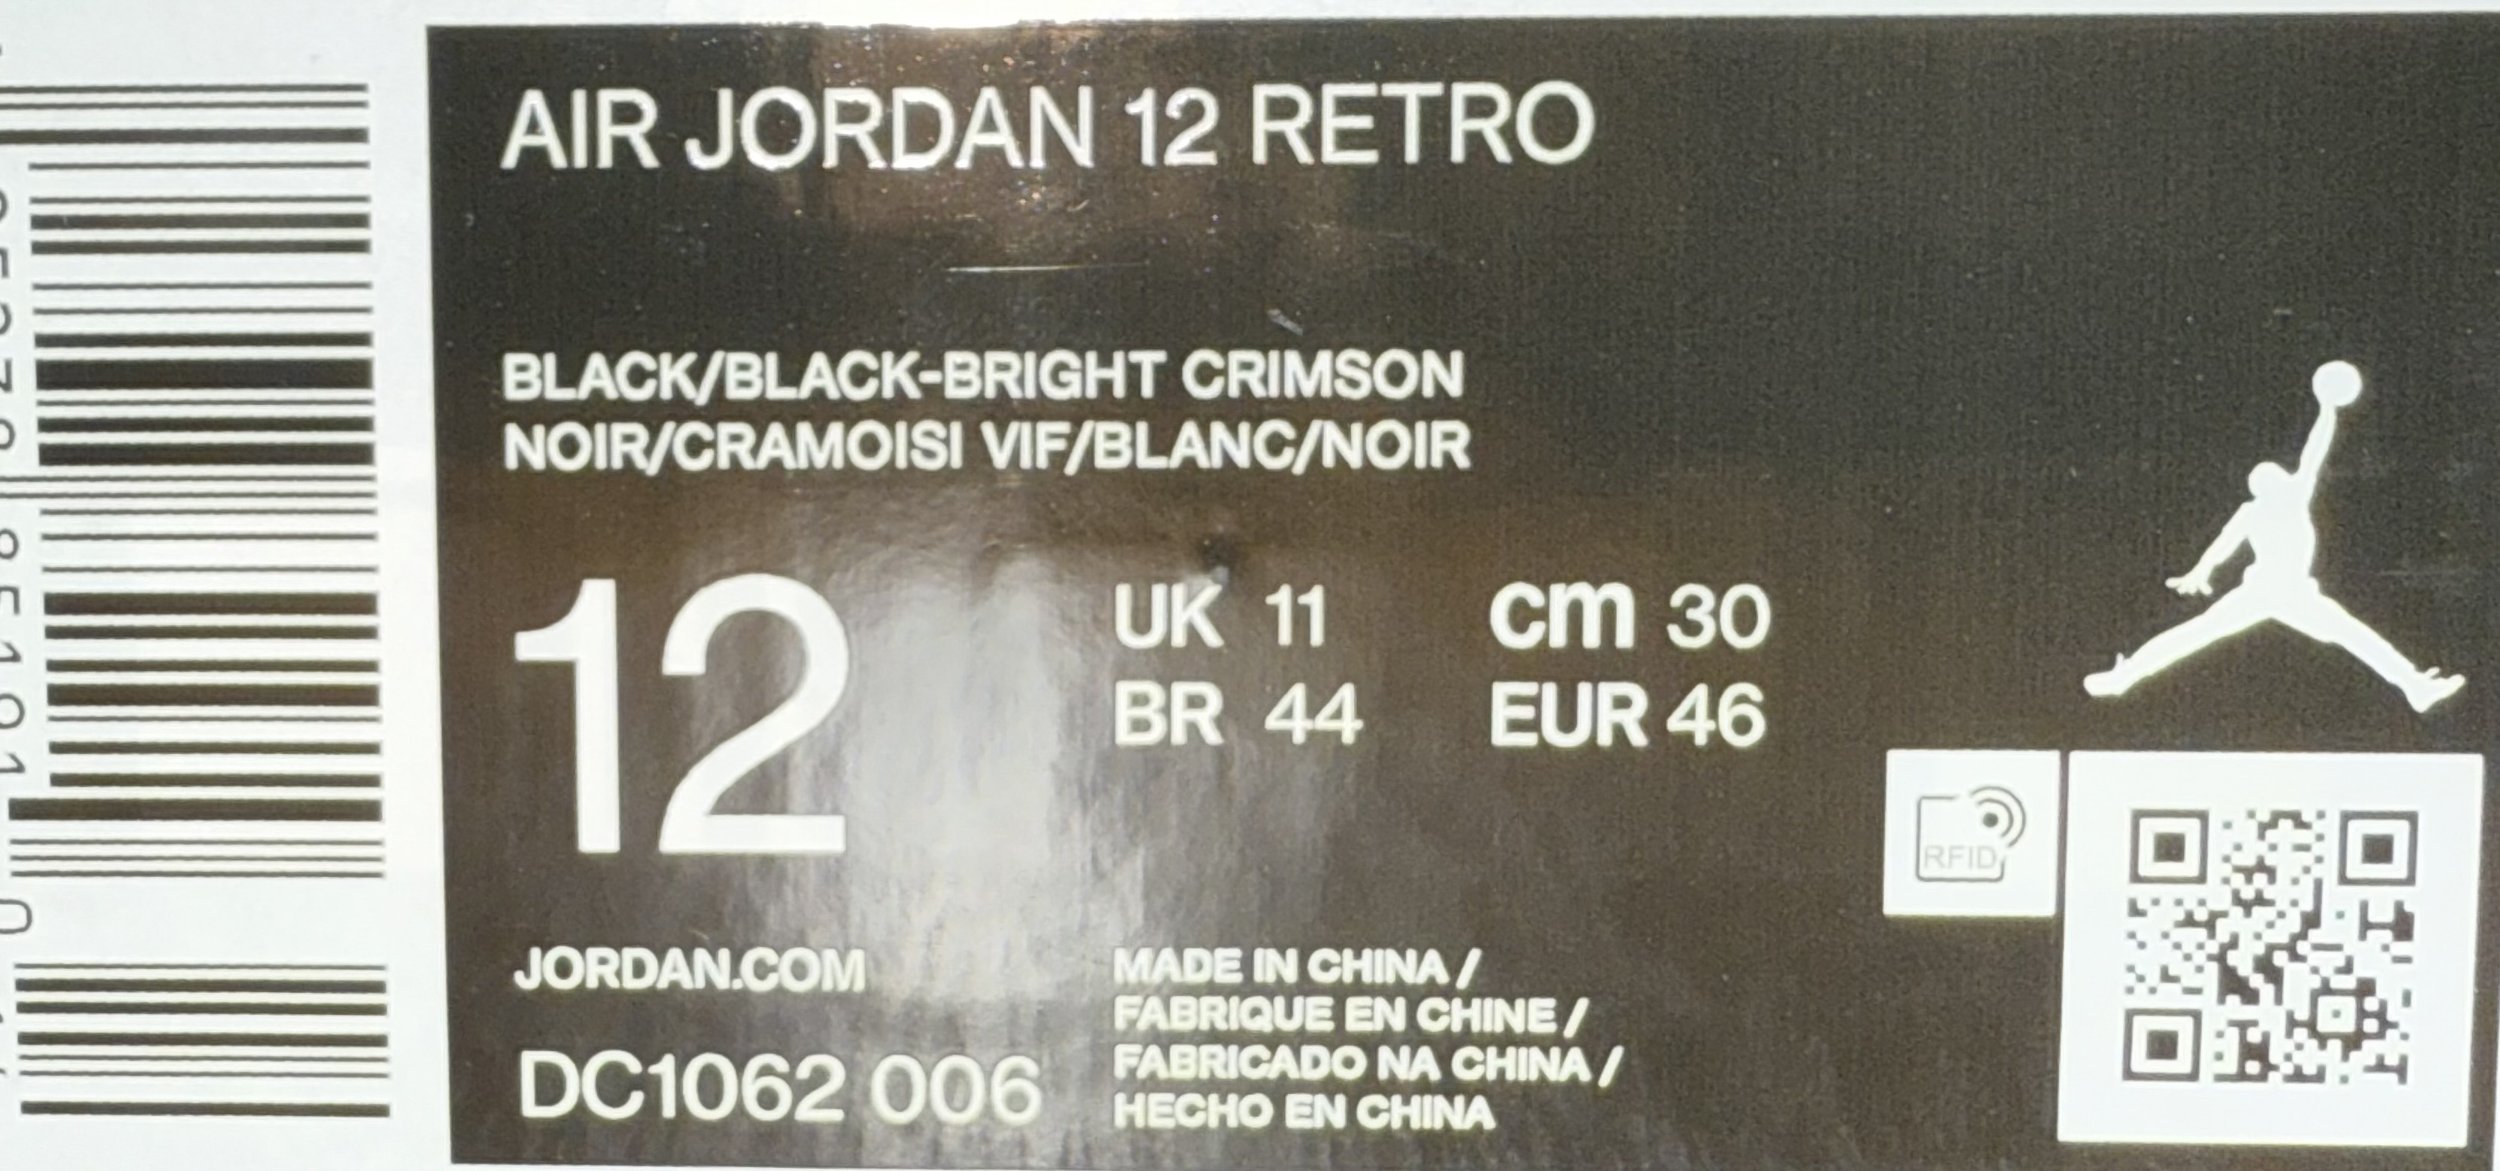 AIR JORDAN 12 RETRO
BLACK/BLACK-BRIGHT CRIMSON
NOIR/CRAMOISI VIF/BLANC/NOIR
12
UK 11
cm 30
BR 44
EUR 46
RFID
JORDAN.COM
DC1062 006
MADE IN CHINA /
FABRIQUE EN CHINE /
FABRICADO NA CHINA /
HECHO EN CHINA